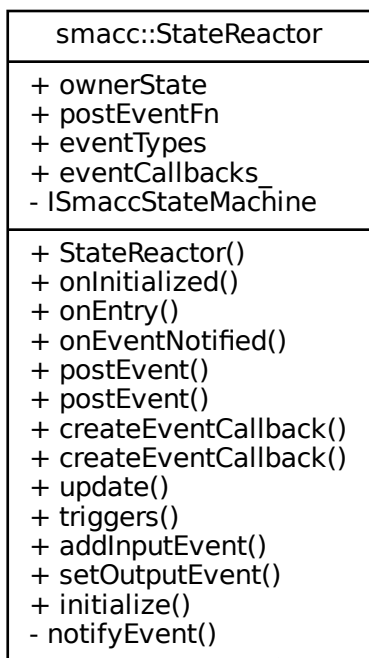 smacc::StateReactor
+ ownerState
+ postEventFn
+ eventTypes
+ eventCallbacks_
- ISmaccStateMachine
+ StateReactor()
+ onInitialized()
+ onEntry()
+ onEventNotified()
+ postEvent()
+ postEvent()
+ createEventCallback()
+ createEventCallback()
+ update()
+ triggers()
+ addInputEvent()
+ setOutputEvent()
+ initialize()
- notifyEvent()